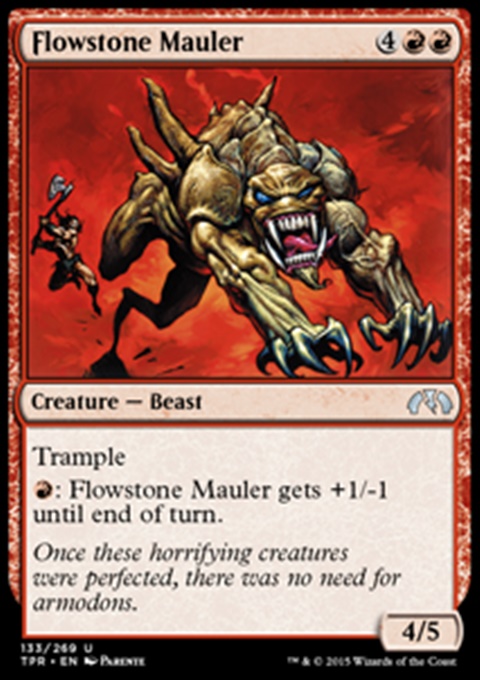 Flowstone Mauler 4
Creature — Beast
Trample
: Flowstone Mauler gets +1/-1
until end of turn.
Once these horrifying creatures
were perfected, there was no need for
armodons.
4/5
133/269 U
TPR • EN Parente
™ & © 2015 Wizards of the Coast